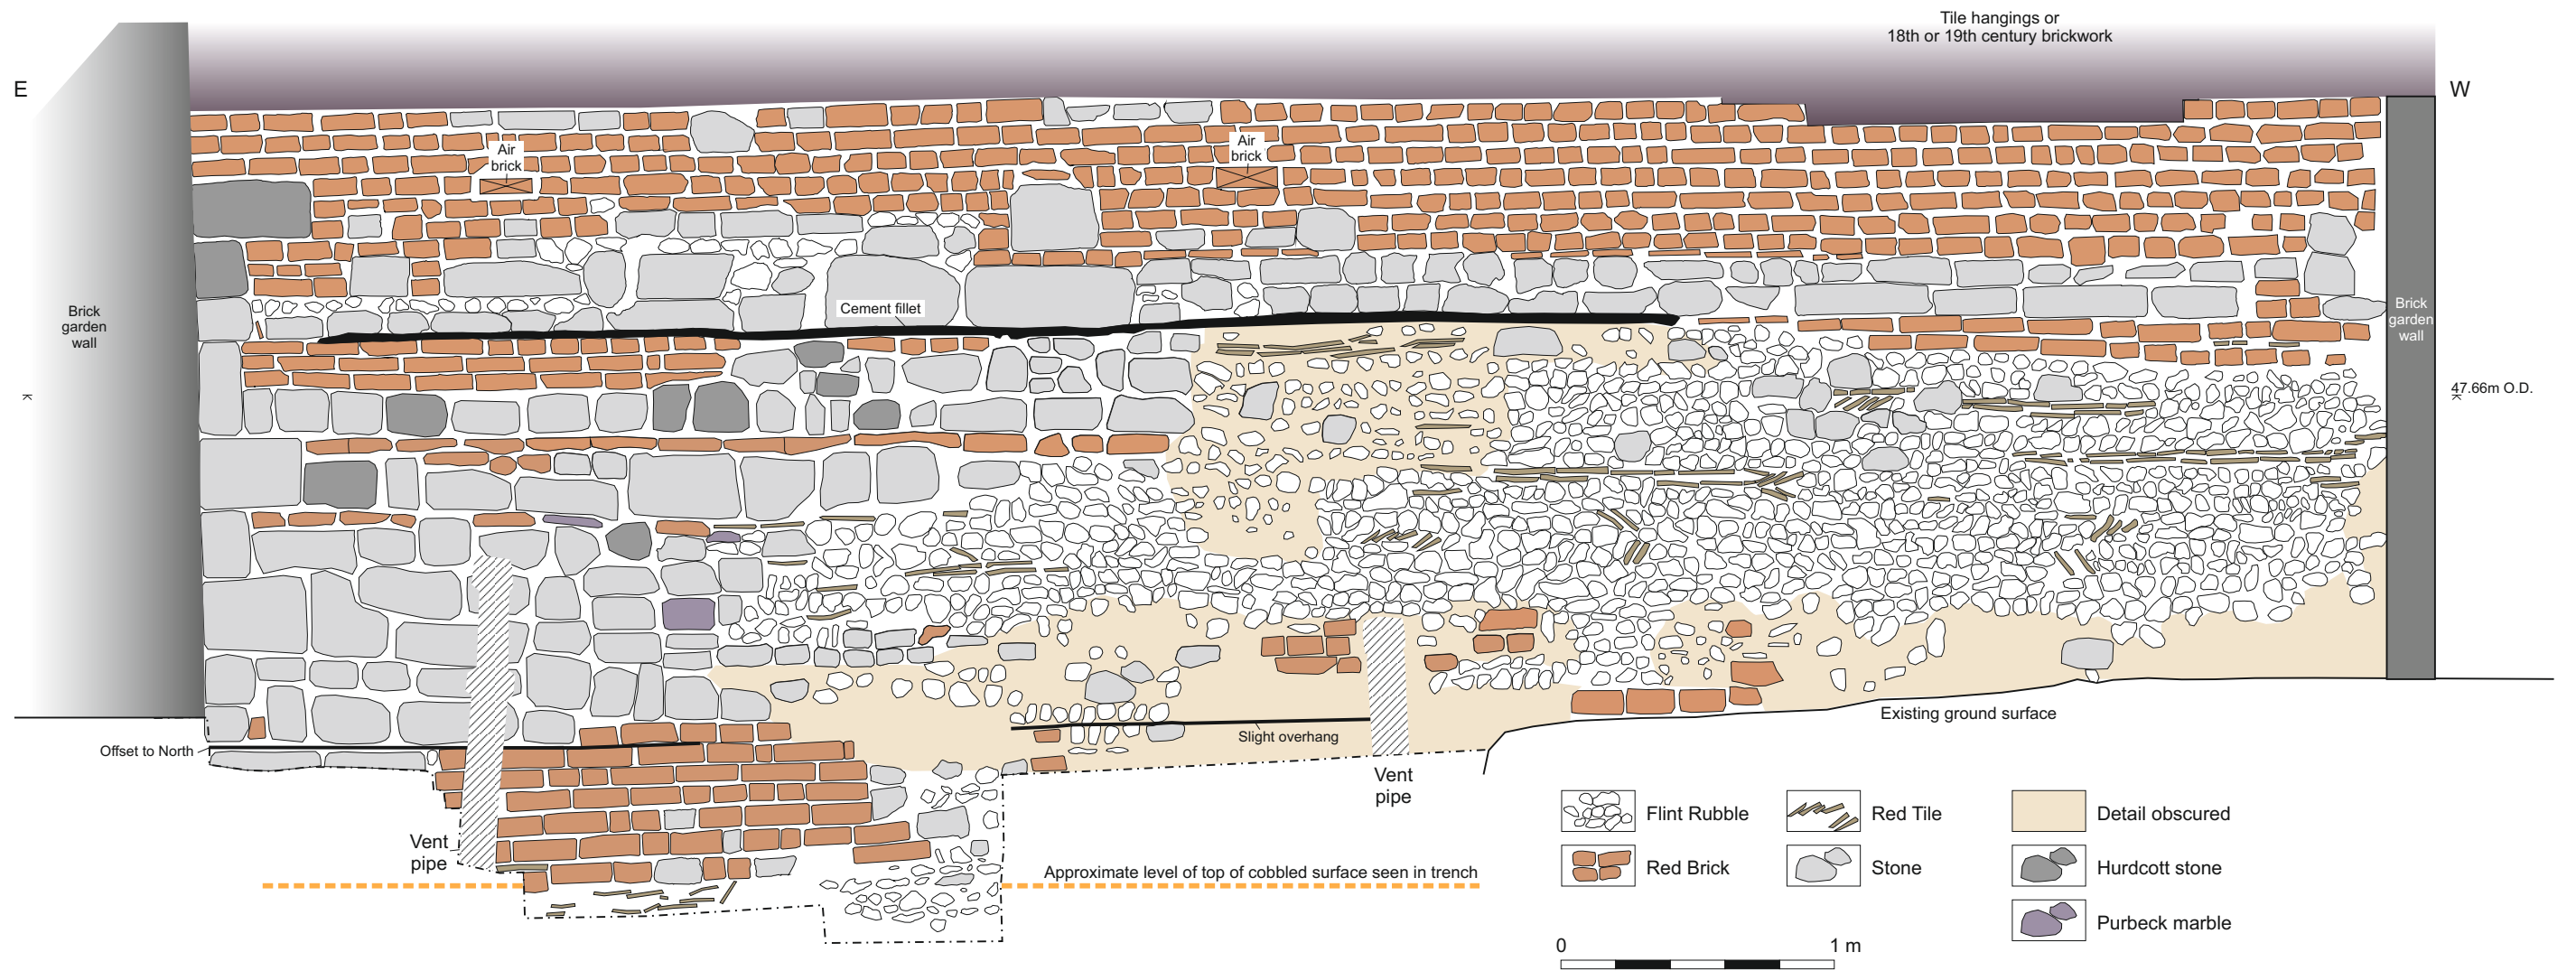 Tile hangings or
18th or 19th century brickwork
E
W
Air
brick
Air
brick
Cement fillet
Brick
garden
wall
Brick
garden
wall
47.66m O.D.
Existing ground surface
Offset to North
Slight overhang
Vent
pipe
Vent
pipe
Approximate level of top of cobbled surface seen in trench
Flint Rubble
Red Tile
Detail obscured
Red Brick
Stone
Hurdcott stone
Purbeck marble
0
1 m